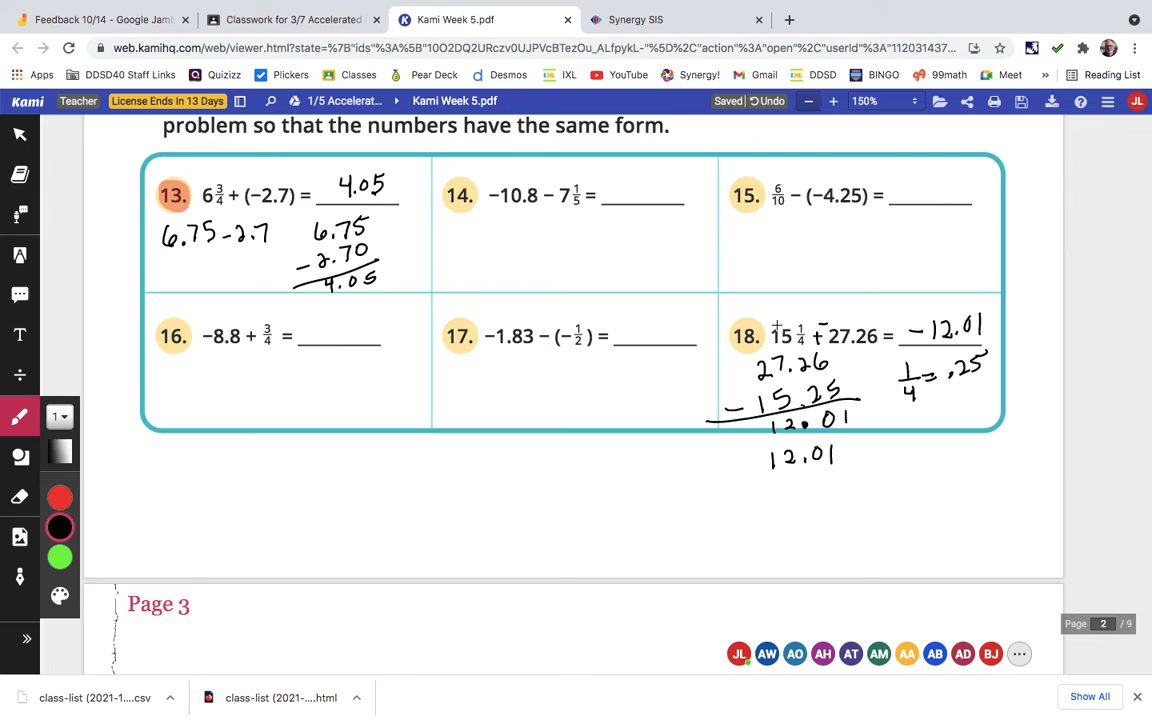 Feedback 10/14 - Google Jamb
Classwork for 3/7 Accelerated
Kami Week 5.pdf
Synergy SIS
web.kamihq.com/web/viewer.html?state=%7B"ids"%3A%5B"10O2DQ2URczv0UJPVcBTezOu_ALfpykL-"%5D%2C"action"%3A"open"%2C"userId"%3A"112031437...
Apps DDSD40 Staff Links Quizizz Plickers Classes Pear Deck Desmos IXL YouTube Synergy! Gmail DDSD BINGO 99math Meet » Reading List
Kami Teacher License Ends In 13 Days 1/5 Accelerat... Kami Week 5.pdf Saved Undo 150% JL
problem so that the numbers have the same form.
13. 6 3/4 + (−2.7) = 4.05
6.75 - 2.7
6.75
- 2.70
4.05
14. −10.8 − 7 1/5 =
15. 6/10 − (−4.25) =
16. −8.8 + 3/4 =
17. −1.83 − (−1/2) =
18. +15 1/4 + -27.26 = -12.01
1/4 = .25
27.26
- 15.25
12.01
12.01
T
1
Page 3
Page 2 / 9
JL AW AO AH AT AM AA AB AD BJ ...
class-list (2021-1....csv
class-list (2021-....html
Show All